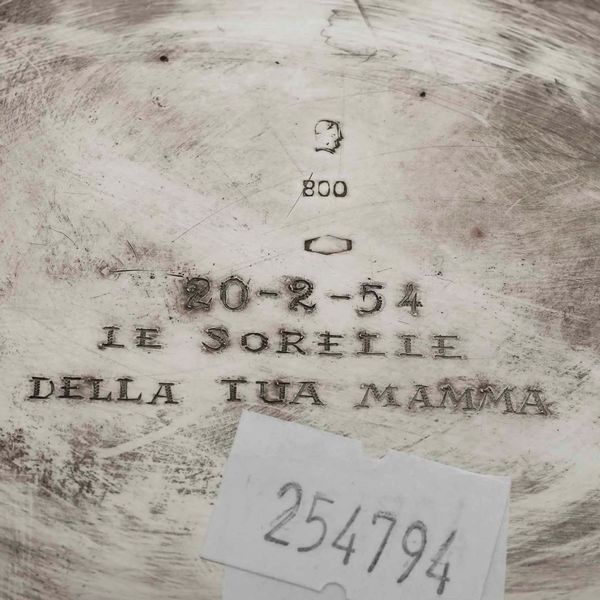 800
20-2-54
LE SORELLE
DELLA TUA MAMMA
254794